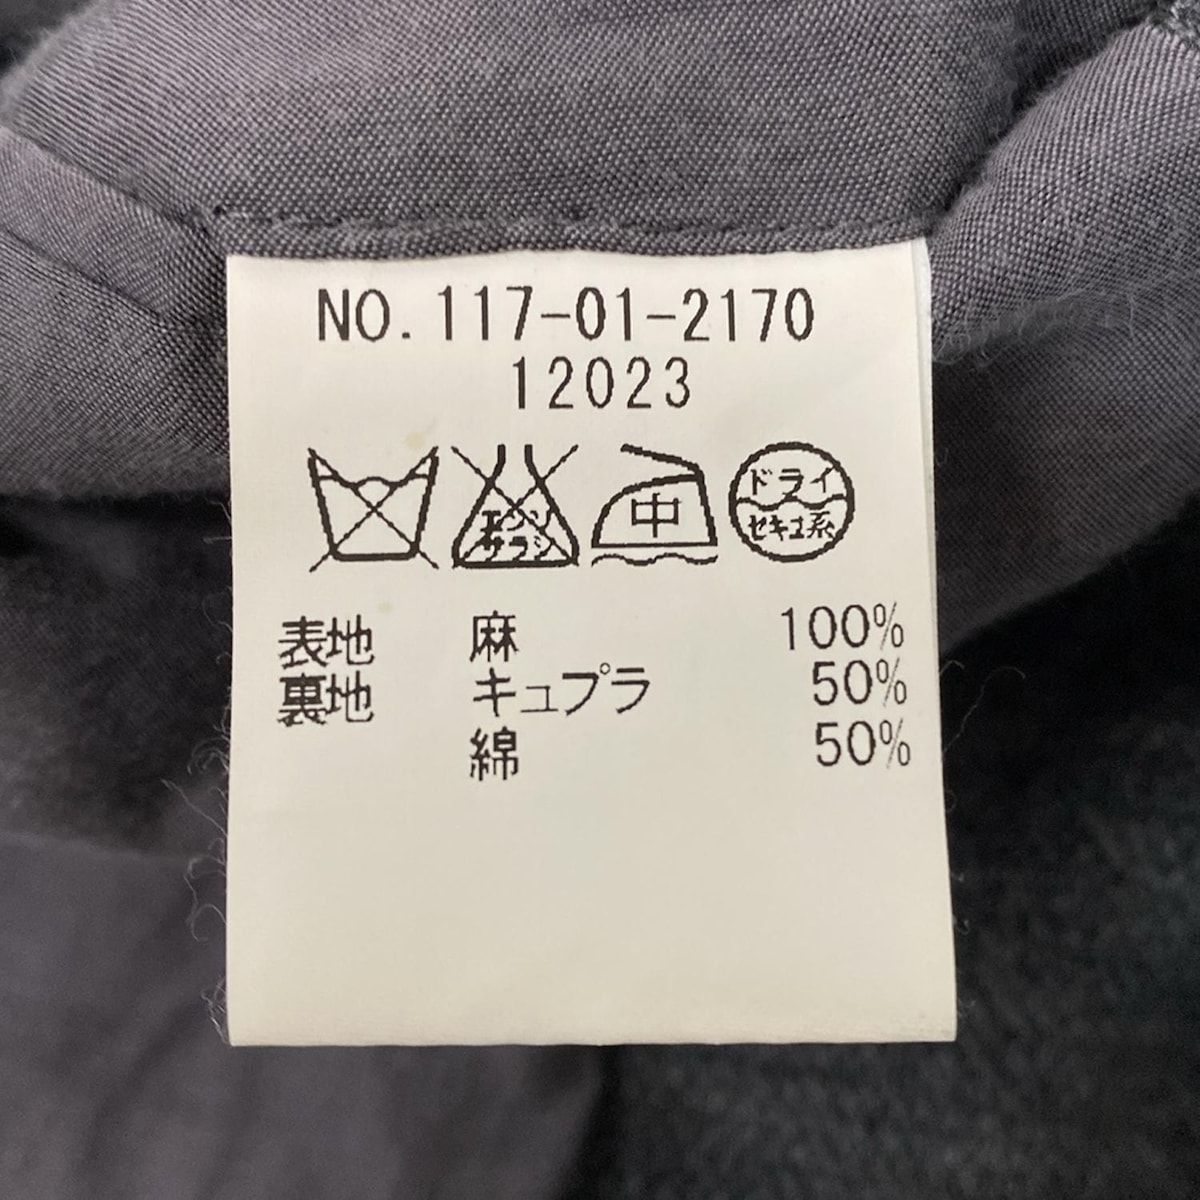 NO. 117-01-2170
12023
エンソ サラシ 中 ドライ セキユ系
表地 麻 100%
裏地 キュプラ 50%
綿 50%